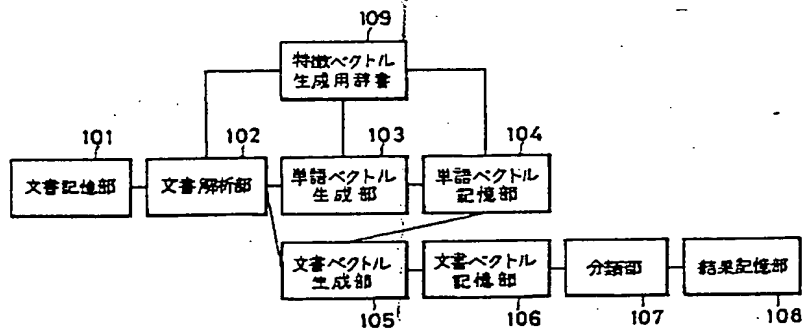 109
特徴ベクトル
生成用辞書
101
102
103
104
文書記憶部
文書解析部
単語ベクトル
生成部
単語ベクトル
記憶部
文書ベクトル
生成部
文書ベクトル
記憶部
分類部
結果記憶部
105
106
107
108